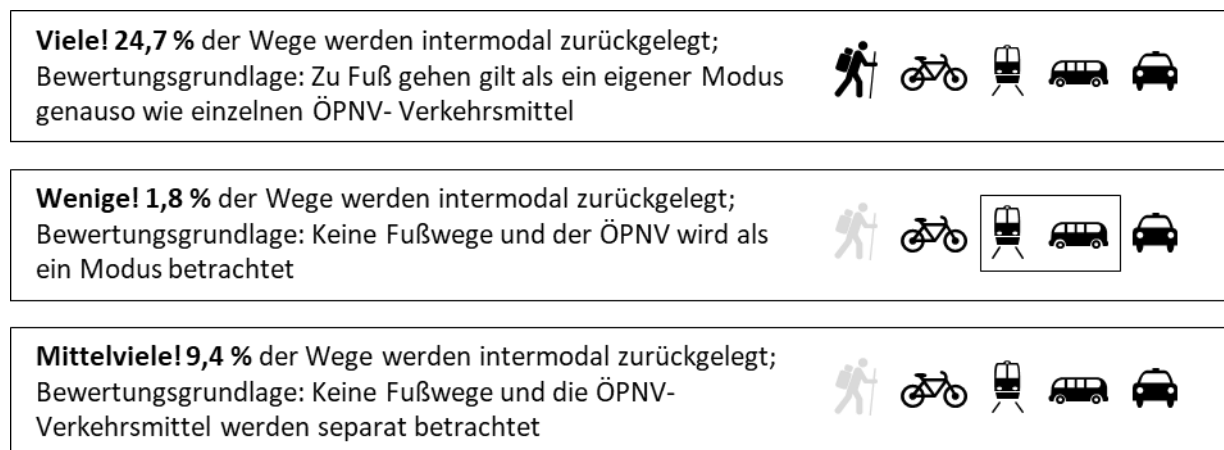 Viele! 24,7 % der Wege werden intermodal zurückgelegt;
Bewertungsgrundlage: Zu Fuß gehen gilt als ein eigener Modus
genauso wie einzelnen ÖPNV- Verkehrsmittel
Wenige! 1,8 % der Wege werden intermodal zurückgelegt;
Bewertungsgrundlage: Keine Fußwege und der ÖPNV wird als
ein Modus betrachtet
Mittelviele! 9,4 % der Wege werden intermodal zurückgelegt;
Bewertungsgrundlage: Keine Fußwege und die ÖPNV-
Verkehrsmittel werden separat betrachtet